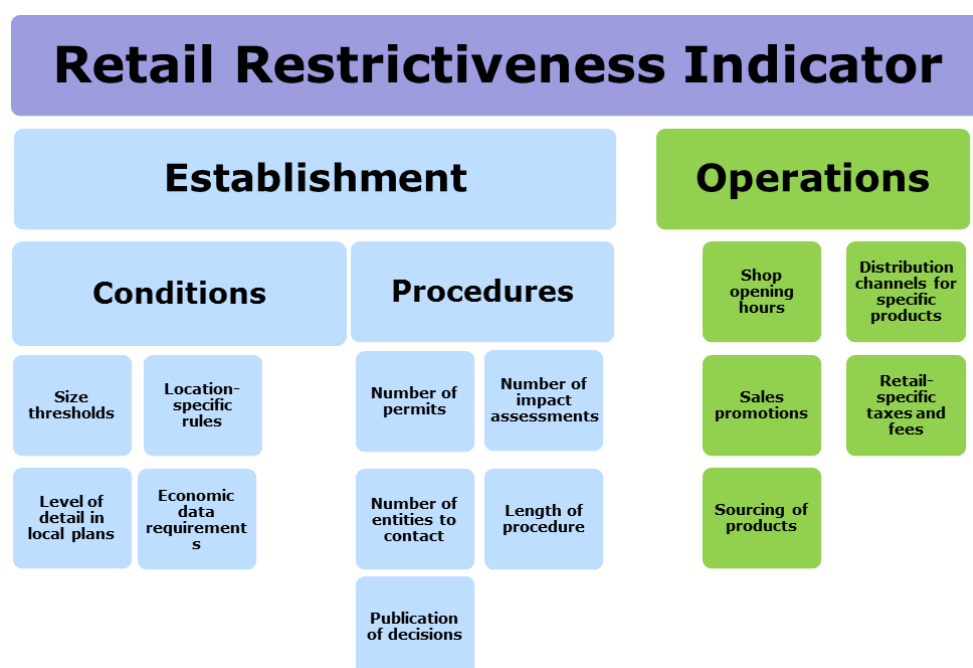 Retail Restrictiveness Indicator
Establishment
Operations
Conditions
Procedures
Shop
opening
hours
Distribution
channels for
specific
products
Size
thresholds
Location-
specific
rules
Number of
permits
Number of
impact
assessments
Sales
promotions
Retail-
specific
taxes and
fees
Level of
detail in
local plans
Economic
data
requirement
s
Number of
entities to
contact
Length of
procedure
Sourcing of
products
Publication
of decisions